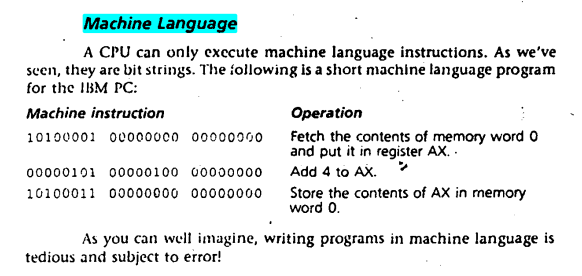 Machine Language
A CPU can only execute machine language instructions. As we've
seen, they are bit strings. The following is a short machine language program
for the IBM PC:
Machine instruction Operation
10100001 00000000 00000000 Fetch the contents of memory word 0
and put it in register AX.
00000101 00000100 00000000 Add 4 to AX.
10100011 00000000 00000000 Store the contents of AX in memory
word 0.
As you can well imagine, writing programs in machine language is
tedious and subject to error!